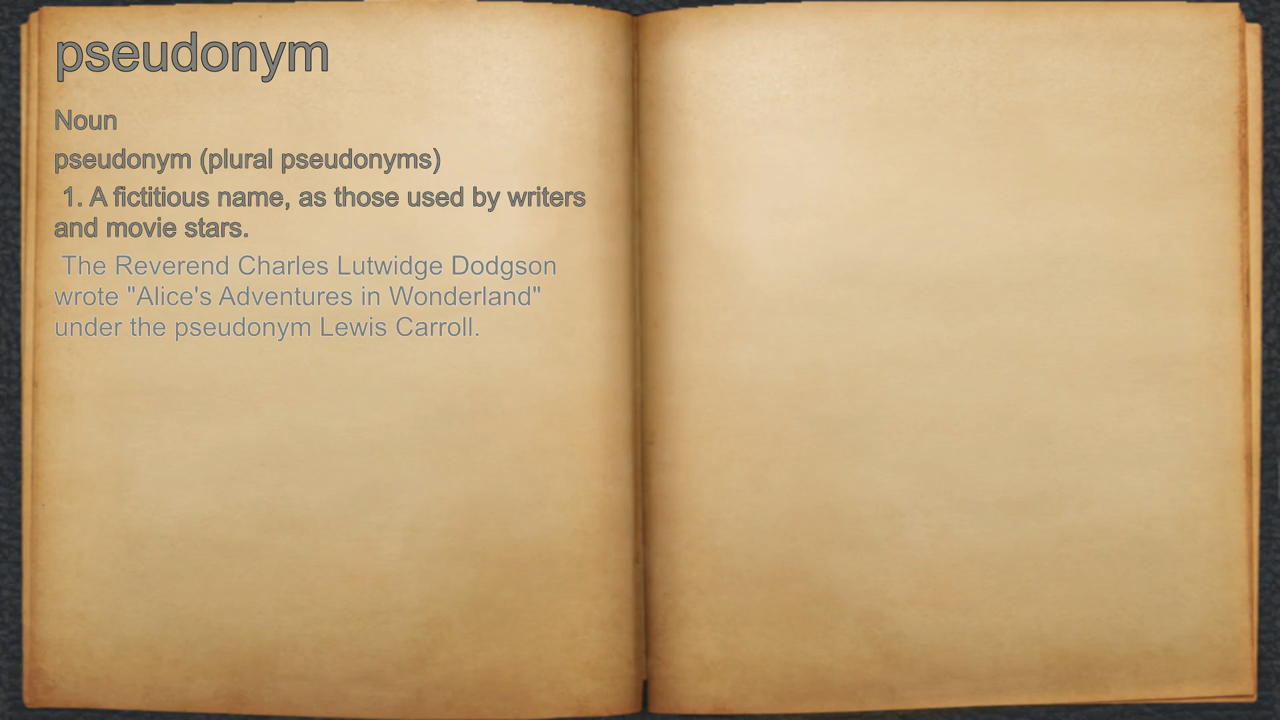 pseudonym
Noun
pseudonym (plural pseudonyms)
1. A fictitious name, as those used by writers
and movie stars.
The Reverend Charles Lutwidge Dodgson
wrote "Alice's Adventures in Wonderland"
under the pseudonym Lewis Carroll.